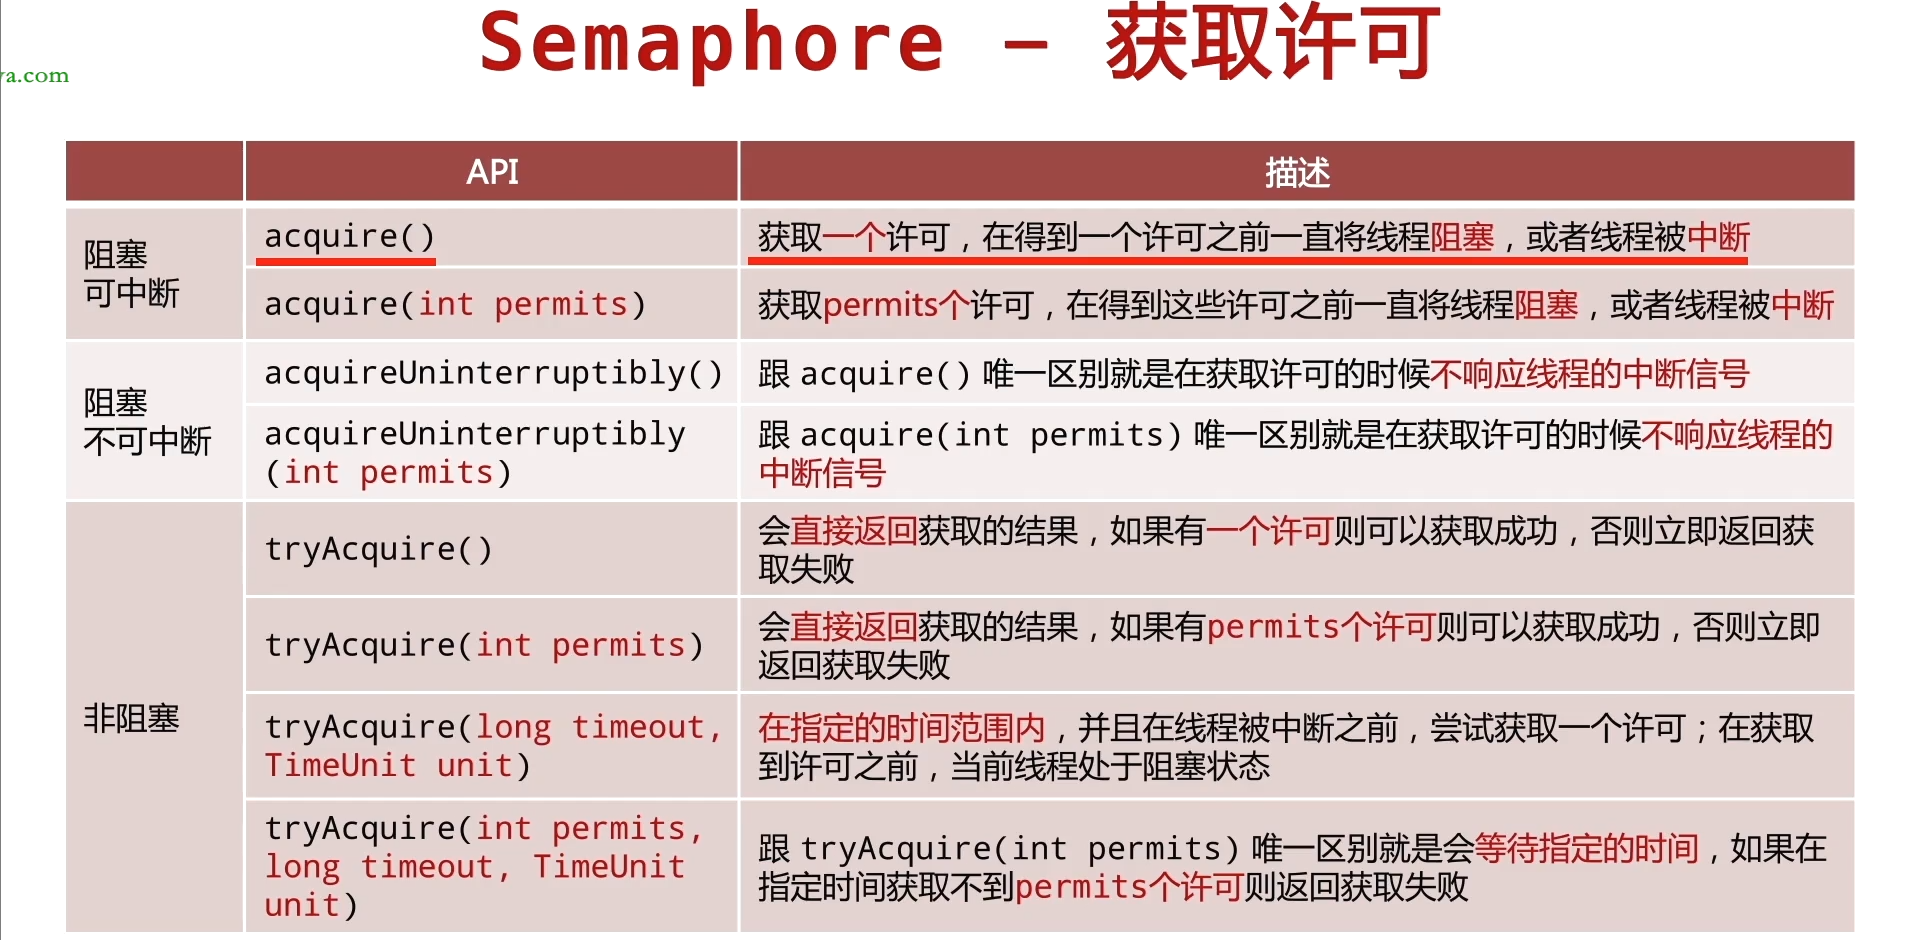 Semaphore - 获取许可
va.com
API
描述
阻塞
可中断
acquire()
获取一个许可，在得到一个许可之前一直将线程阻塞，或者线程被中断
acquire(int permits)
获取permits个许可，在得到这些许可之前一直将线程阻塞，或者线程被中断
阻塞
不可中断
acquireUninterruptibly()
跟 acquire() 唯一区别就是在获取许可的时候不响应线程的中断信号
acquireUninterruptibly
(int permits)
跟 acquire(int permits) 唯一区别就是在获取许可的时候不响应线程的
中断信号
非阻塞
tryAcquire()
会直接返回获取的结果，如果有一个许可则可以获取成功，否则立即返回获
取失败
tryAcquire(int permits)
会直接返回获取的结果，如果有permits个许可则可以获取成功，否则立即
返回获取失败
tryAcquire(long timeout,
TimeUnit unit)
在指定的时间范围内，并且在线程被中断之前，尝试获取一个许可；在获取
到许可之前，当前线程处于阻塞状态
tryAcquire(int permits,
long timeout, TimeUnit
unit)
跟 tryAcquire(int permits) 唯一区别就是会等待指定的时间，如果在
指定时间获取不到permits个许可则返回获取失败